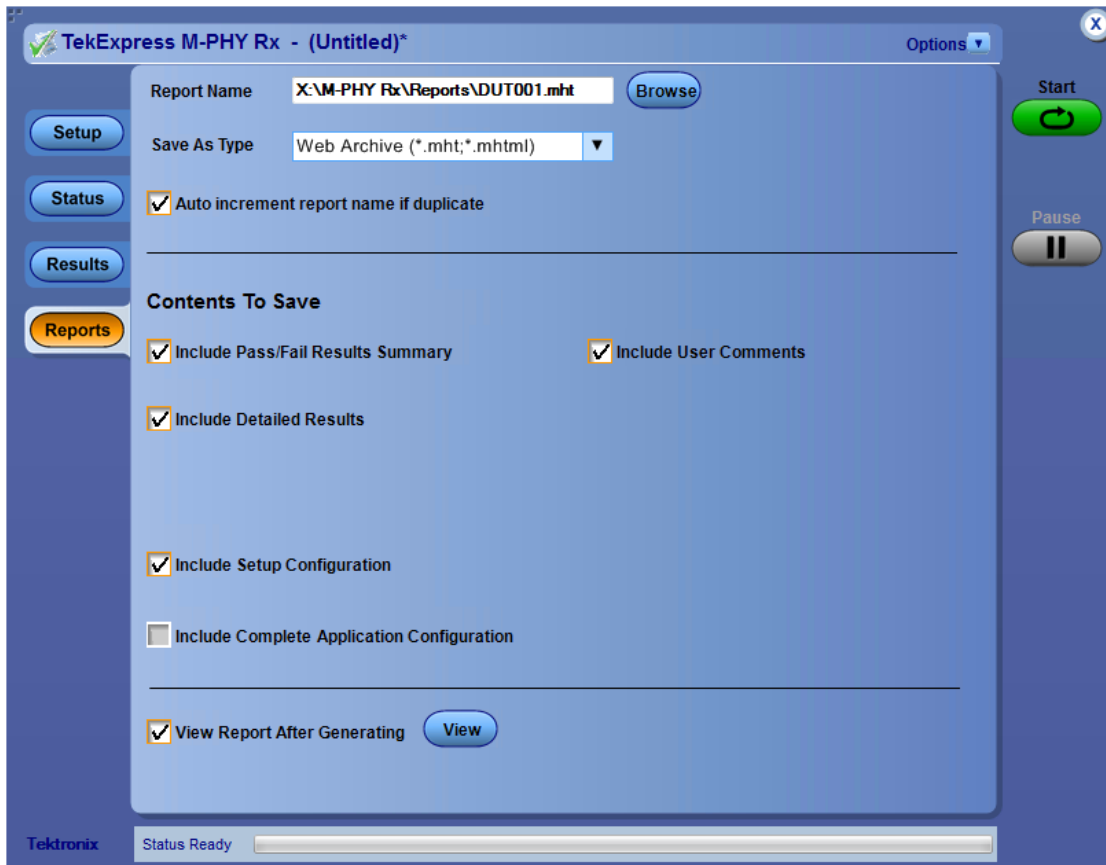 TekExpress M-PHY Rx - (Untitled)*
Options
X
Setup
Status
Results
Reports
Report Name
X:\M-PHY Rx\Reports\DUT001.mht
Browse
Save As Type
Web Archive (*.mht;*.mhtml)
Auto increment report name if duplicate
Contents To Save
Include Pass/Fail Results Summary
Include User Comments
Include Detailed Results
Include Setup Configuration
Include Complete Application Configuration
View Report After Generating
View
Start
Pause
Tektronix
Status Ready